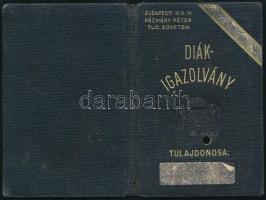 BUDAPESTI KIR. M.
PÁZMÁNY PÉTER
TUD. EGYETEM
DIÁK-
IGAZOLVÁNY
darabanth
TULAJDONOSA: